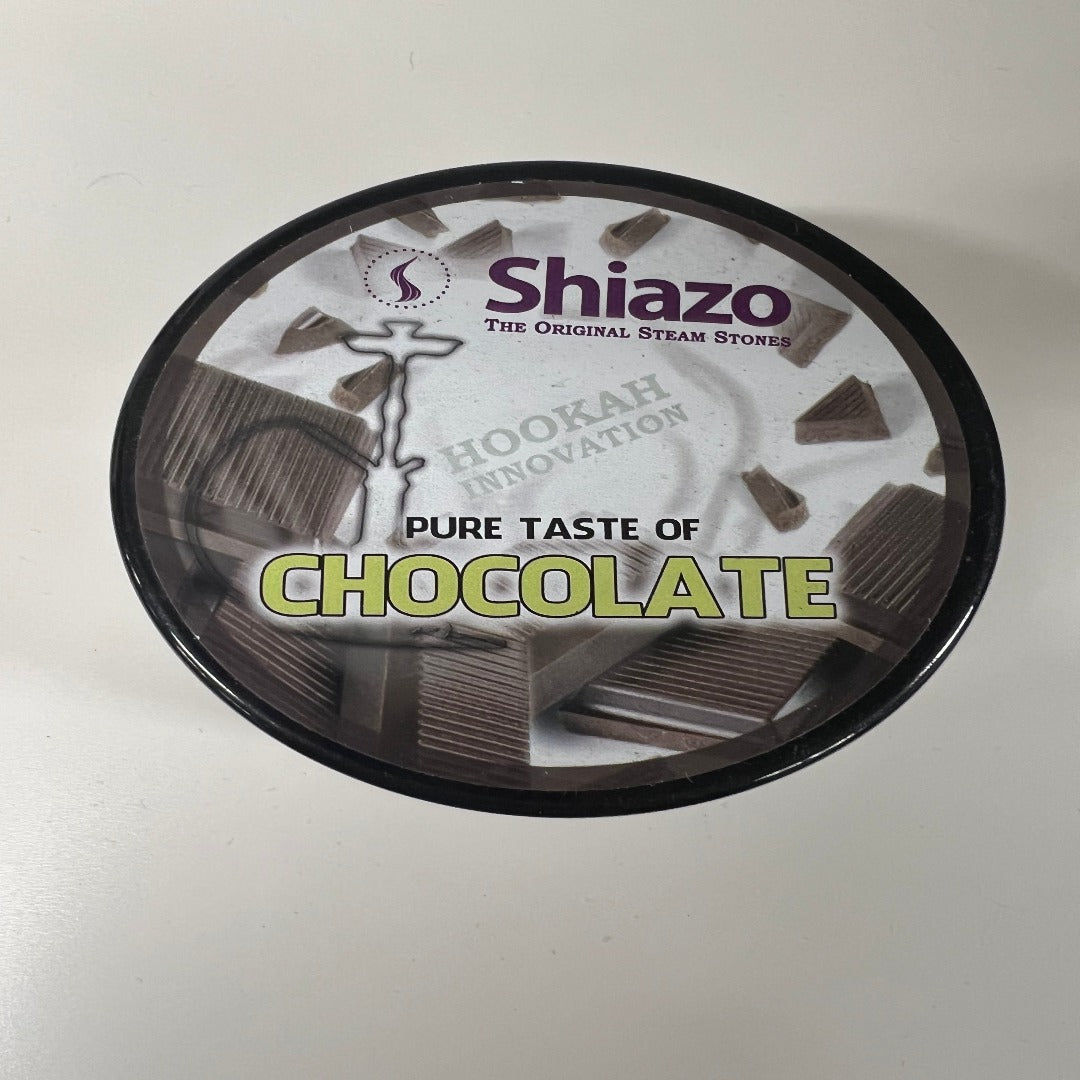 Shiazo
THE ORIGINAL STEAM STONES
HOOKAH
INNOVATION
PURE TASTE OF
CHOCOLATE